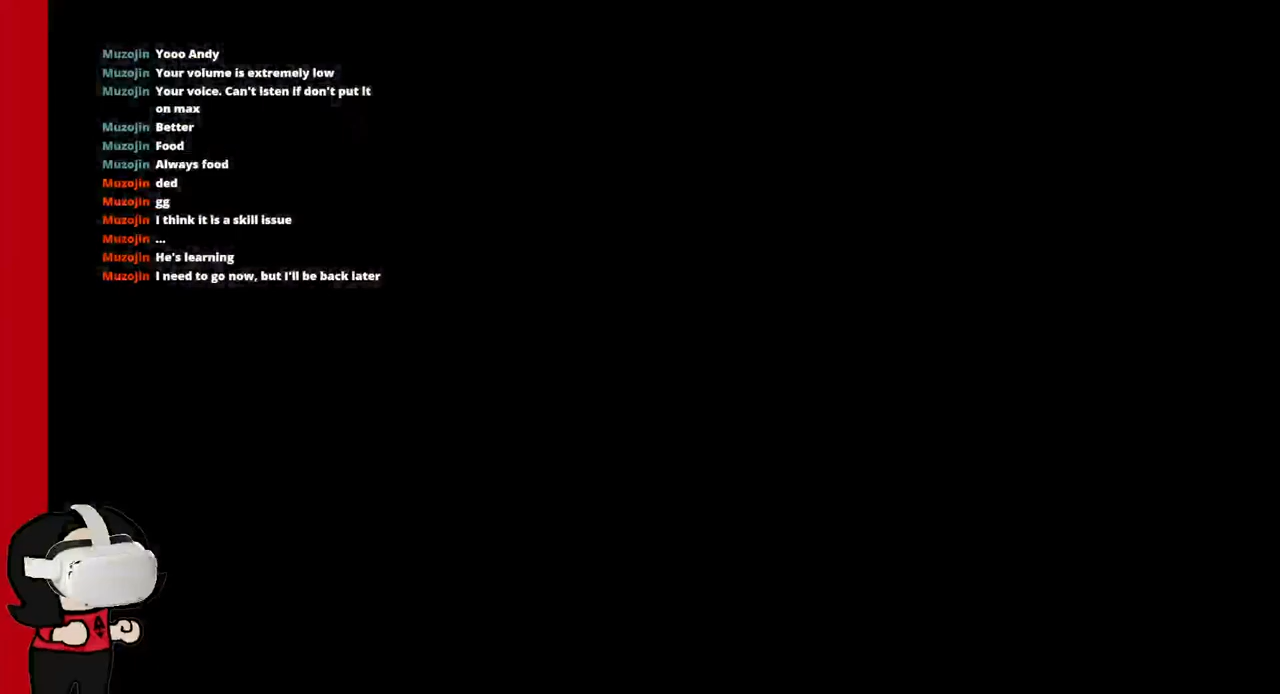 Muzojin Yooo Andy
Muzojin Your volume is extremely low
Muzojin Your voice. Can't isten if don't put it
on max
Muzojin Better
Muzojin Food
Muzojin Always food
Muzojin ded
Muzojin gg
Muzojin I think it is a skill issue
Muzojin ...
Muzojin He's learning
Muzojin I need to go now, but I'll be back later